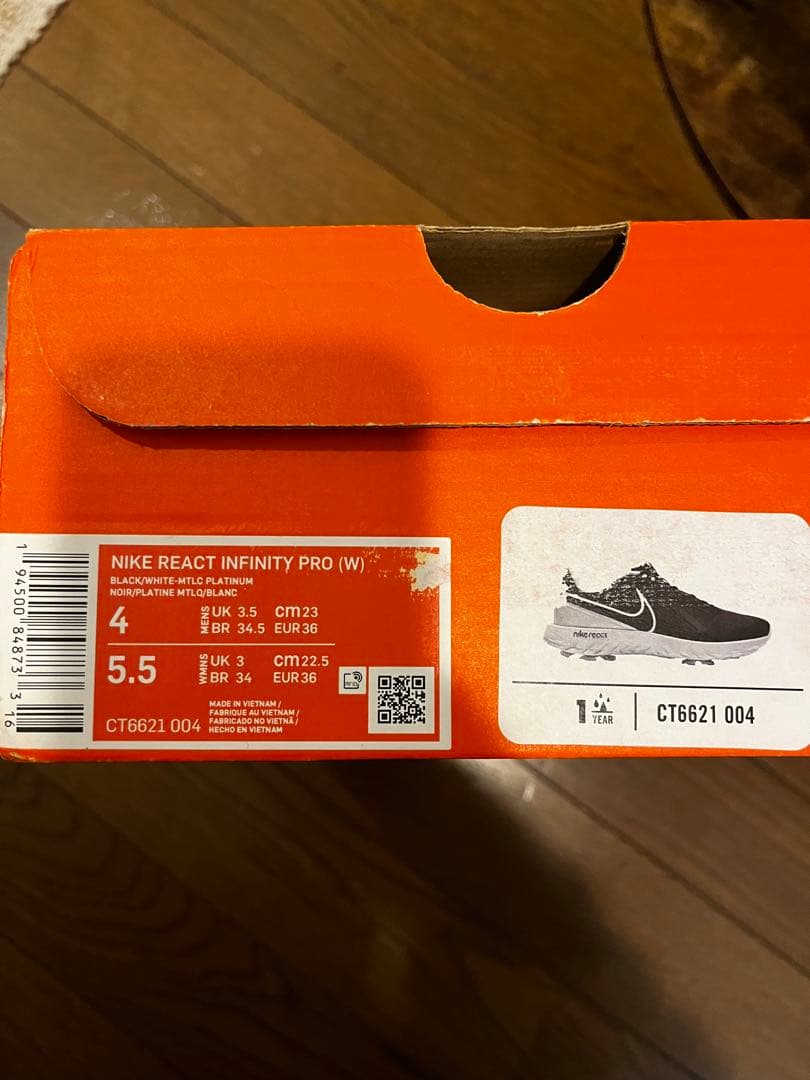 NIKE REACT INFINITY PRO (W)
BLACK/WHITE-MTLC PLATINUM
NOIR/PLATINE MTLQ/BLANC
4
MENS
UK 3.5 cm 23
BR 34.5 EUR 36
5.5
WMNS
UK 3 cm 22.5
BR 34 EUR 36
CT6621 004
MADE IN VIETNAM /
FABRIQUE AU VIETNAM /
FABRICADO NO VIETNÃ /
HECHO EN VIETNAM
RFID
1 94500 84873 3 16
nike react
1 YEAR
CT6621 004